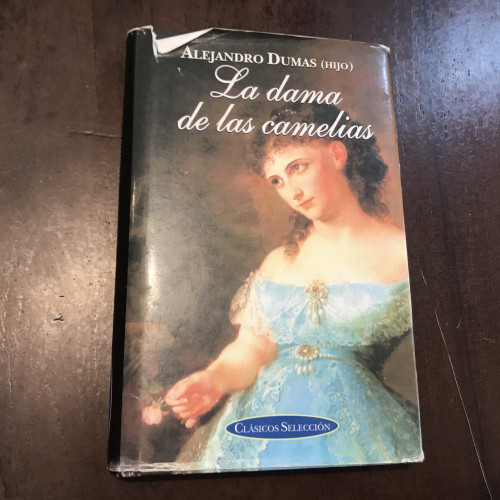 ALEJANDRO DUMAS (HIJO)
La dama
de las camelias
CLÁSICOS SELECCIÓN